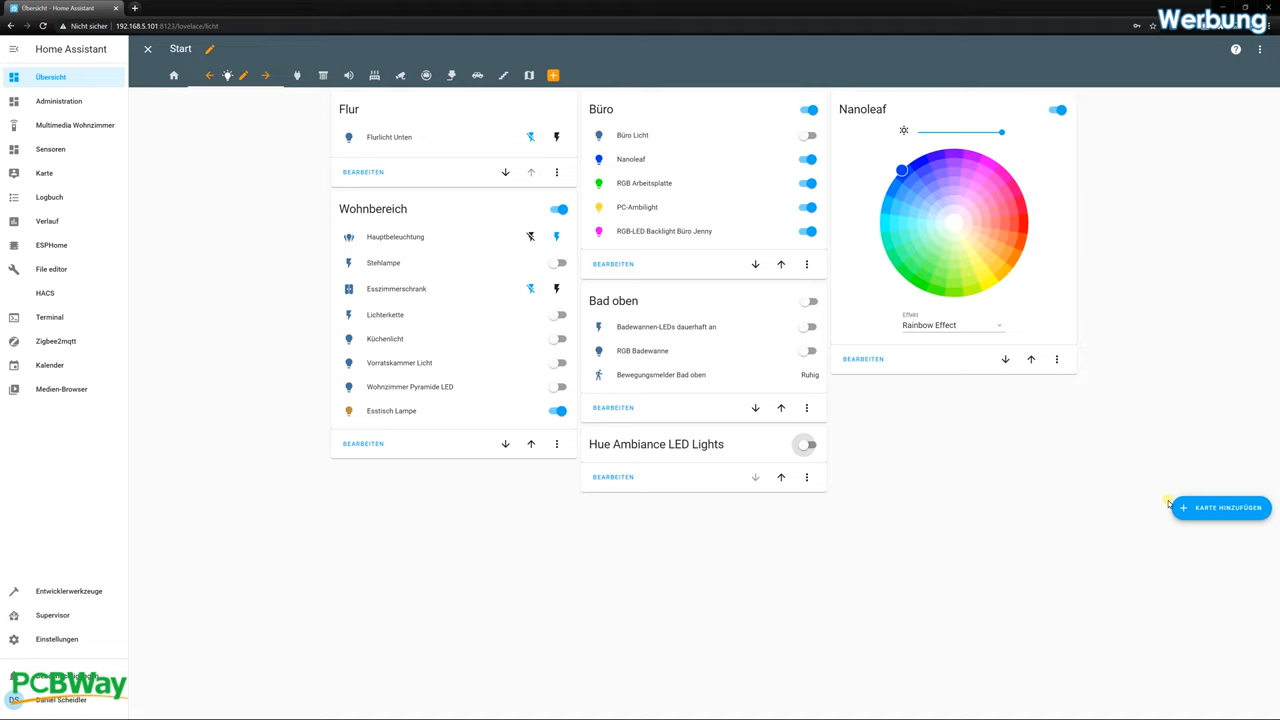 Übersicht - Home Assistant
Nicht sicher
192.168.5.101:8123/lovelace/licht
Werbung
Home Assistant
Start
Übersicht
Administration
Multimedia Wohnzimmer
Sensoren
Karte
Logbuch
Verlauf
ESPHome
File editor
HACS
Terminal
Zigbee2mqtt
Kalender
Medien-Browser
Entwicklerwerkzeuge
Supervisor
Einstellungen
PCBWay
DS
Daniel Scheidler
Flur
Flurlicht Unten
BEARBEITEN
Wohnbereich
Hauptbeleuchtung
Stehlampe
Esszimmerschrank
Lichterkette
Küchenlicht
Vorratskammer Licht
Wohnzimmer Pyramide LED
Esstisch Lampe
BEARBEITEN
Büro
Büro Licht
Nanoleaf
RGB Arbeitsplatte
PC-Ambilight
RGB-LED Backlight Büro Jenny
BEARBEITEN
Bad oben
Badewannen-LEDs dauerhaft an
RGB Badewanne
Bewegungsmelder Bad oben
Ruhig
BEARBEITEN
Hue Ambiance LED Lights
BEARBEITEN
Nanoleaf
Effekt
Rainbow Effect
BEARBEITEN
KARTE HINZUFÜGEN